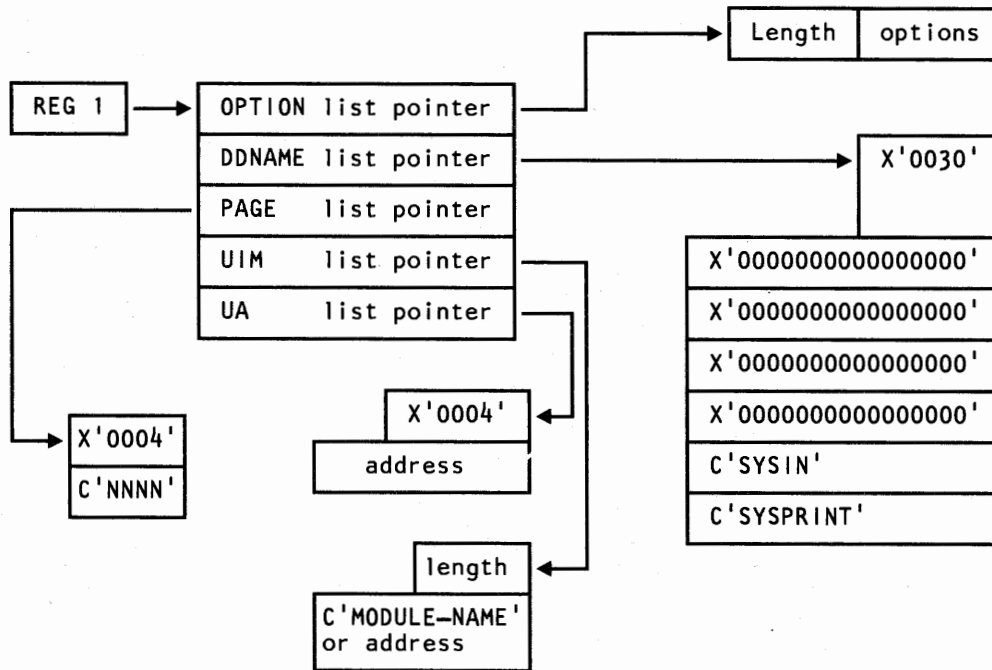 Length options
REG 1
OPTION list pointer
DDNAME list pointer
PAGE list pointer
UIM list pointer
UA list pointer
X'0030'
X'0000000000000000'
X'0000000000000000'
X'0000000000000000'
X'0000000000000000'
C'SYSIN'
C'SYSPRINT'
X'0004'
C'NNNN'
X'0004'
address
length
C'MODULE—NAME'
or address